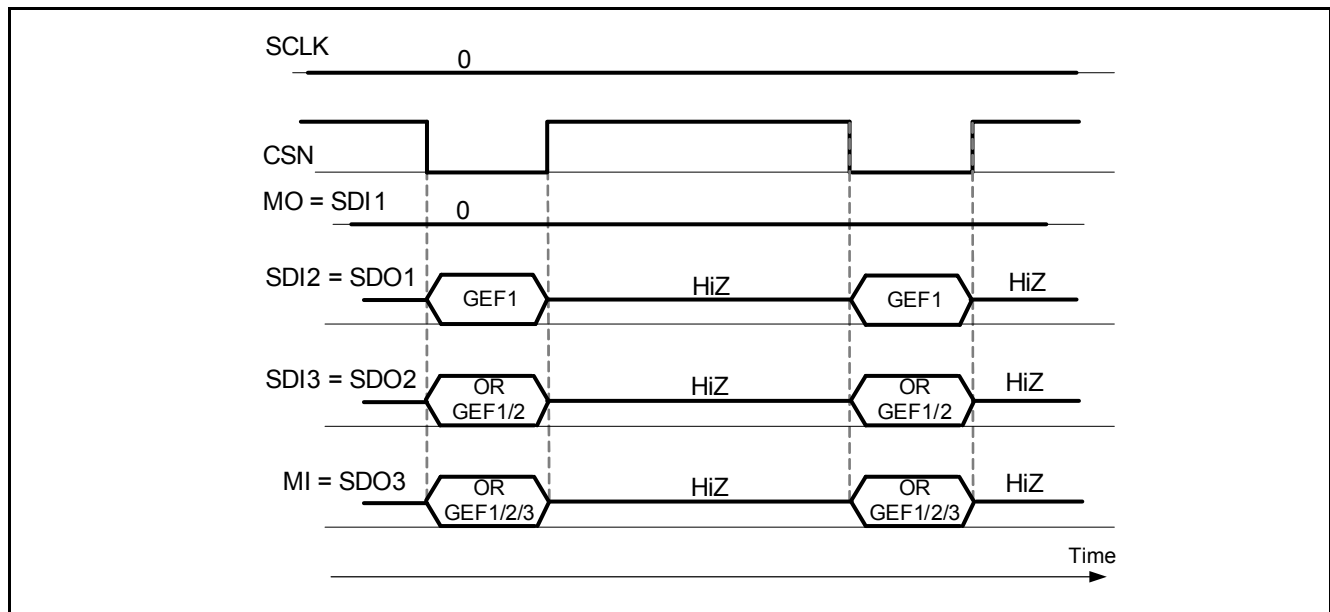 SCLK
0
CSN
MO = SDI1
0
SDI2 = SDO1
GEF1
HiZ
GEF1
HiZ
SDI3 = SDO2
OR
GEF1/2
HiZ
OR
GEF1/2
HiZ
MI = SDO3
OR
GEF1/2/3
HiZ
OR
GEF1/2/3
HiZ
Time